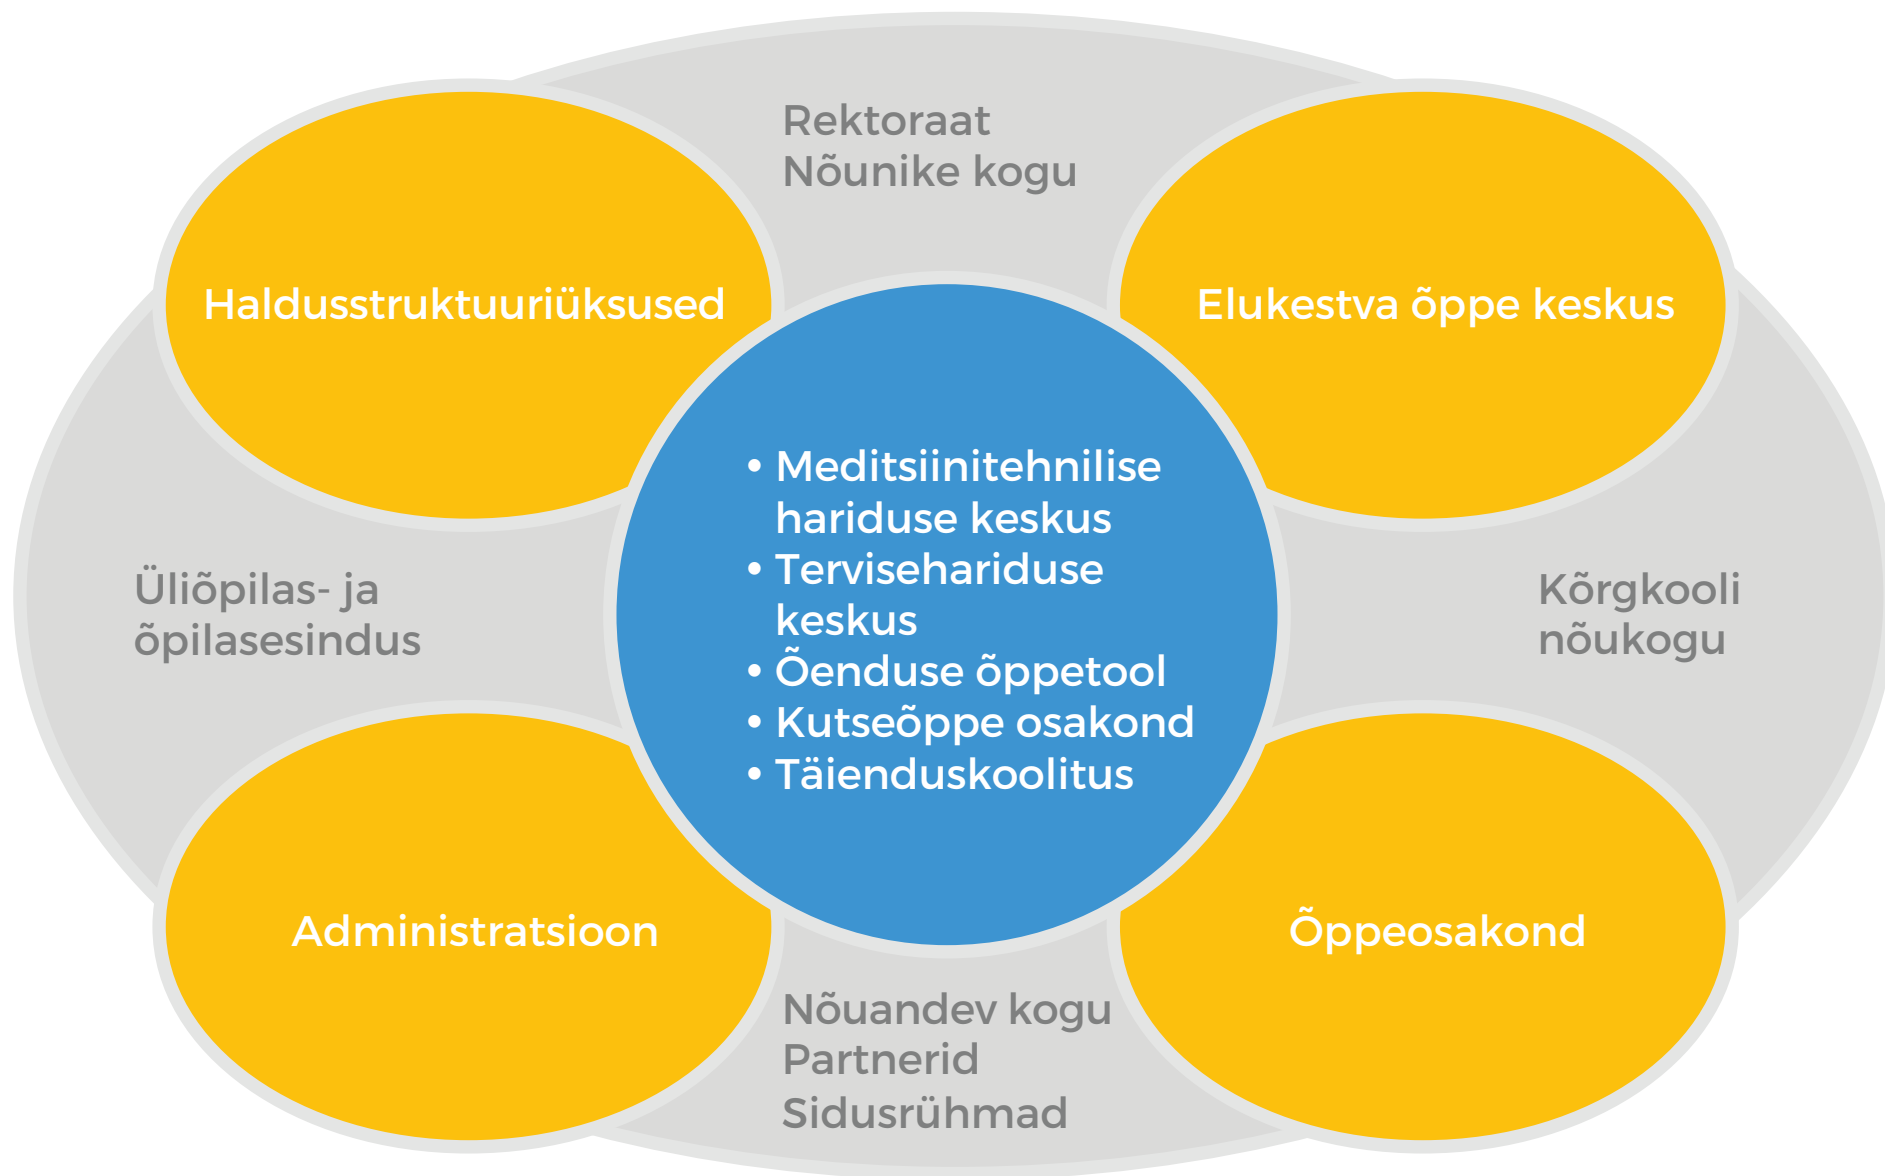 Rektoraat
Nõunike kogu
Haldusstruktuuriüksused
Elukestva õppe keskus
• Meditsiinitehnilise
hariduse keskus
• Tervisehariduse
keskus
• Õenduse õppetool
• Kutseõppe osakond
• Täienduskoolitus
Üliõpilas- ja
õpilasesindus
Kõrgkooli
nõukogu
Administratsioon
Õppeosakond
Nõuandev kogu
Partnerid
Sidusrühmad